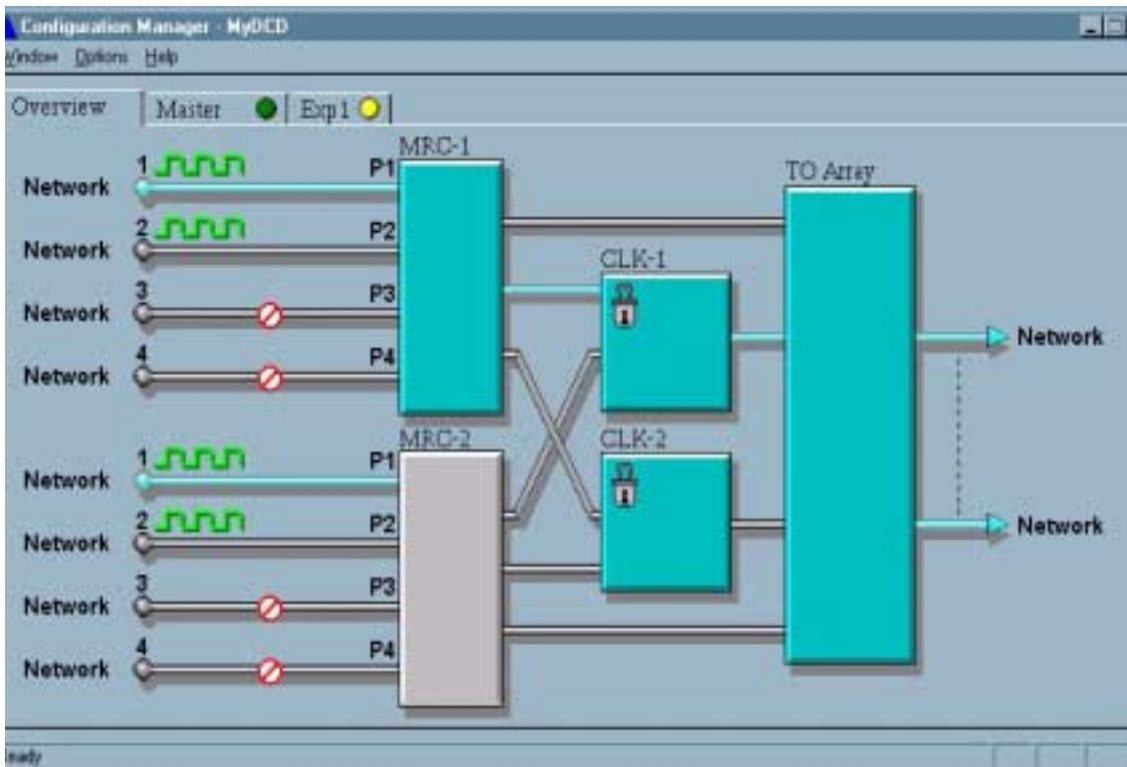 Configuration Manager - MyDCD
Window Options Help
Overview Master Exp1
MRC-1
TO Array
Network 1 P1
Network 2 P2
CLK-1
Network 3 P3
Network 4 P4
Network
MRC-2
CLK-2
Network 1 P1
Network 2 P2
Network
Network 3 P3
Network 4 P4
Ready